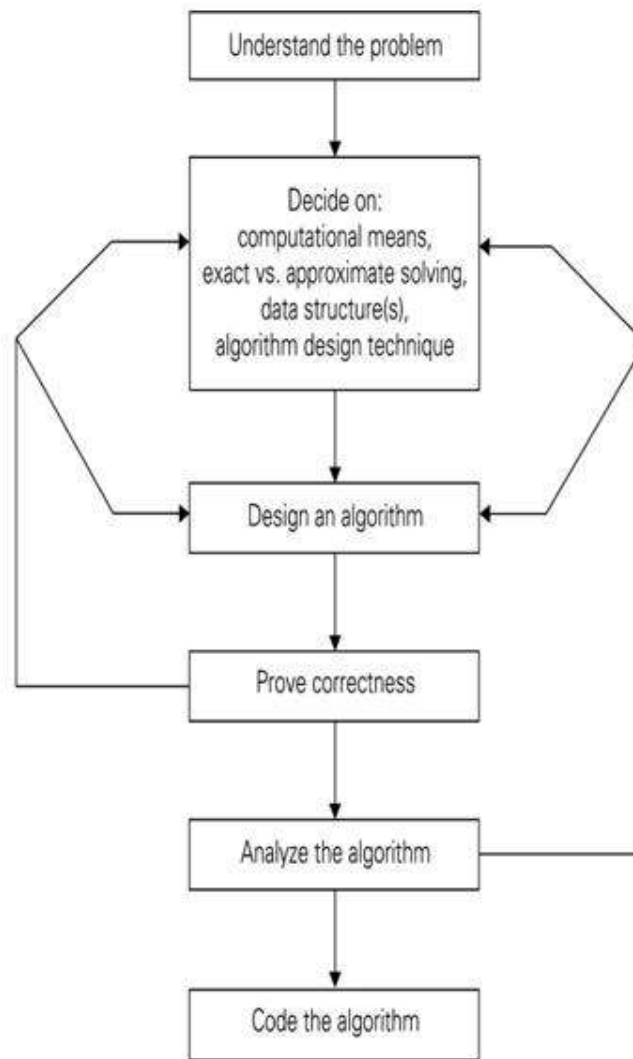 Understand the problem
Decide on:
computational means,
exact vs. approximate solving,
data structure(s),
algorithm design technique
Design an algorithm
Prove correctness
Analyze the algorithm
Code the algorithm